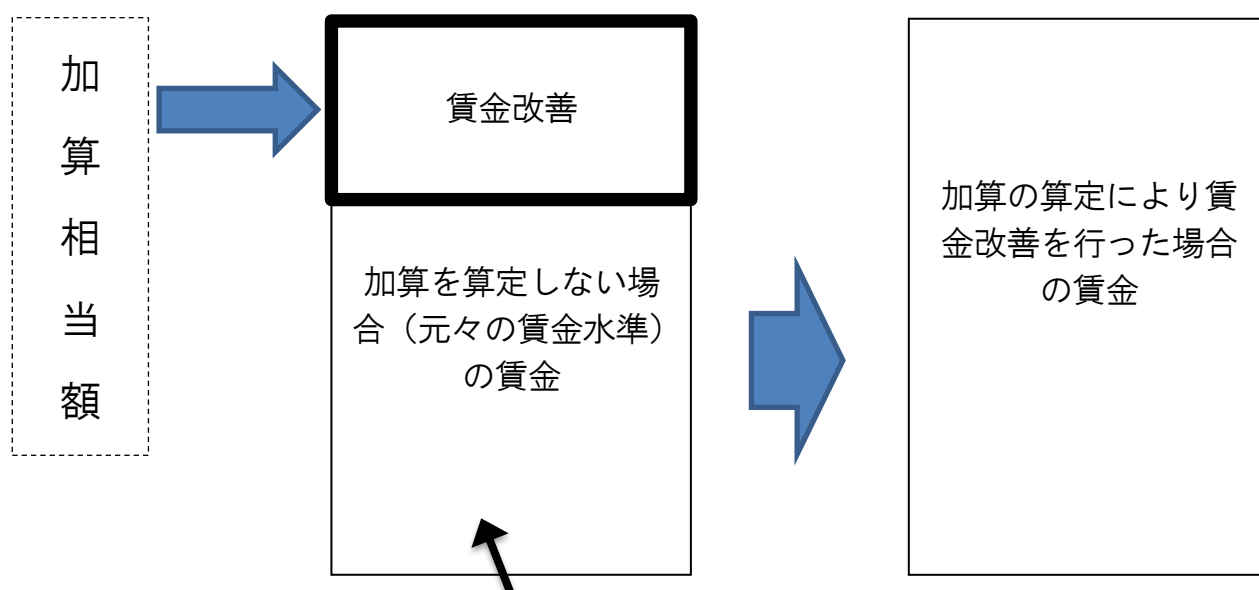 加
算
相
当
額
賃金改善
加算を算定しない場
合（元々の賃金水準）
の賃金
加算の算定により賃
金改善を行った場合
の賃金